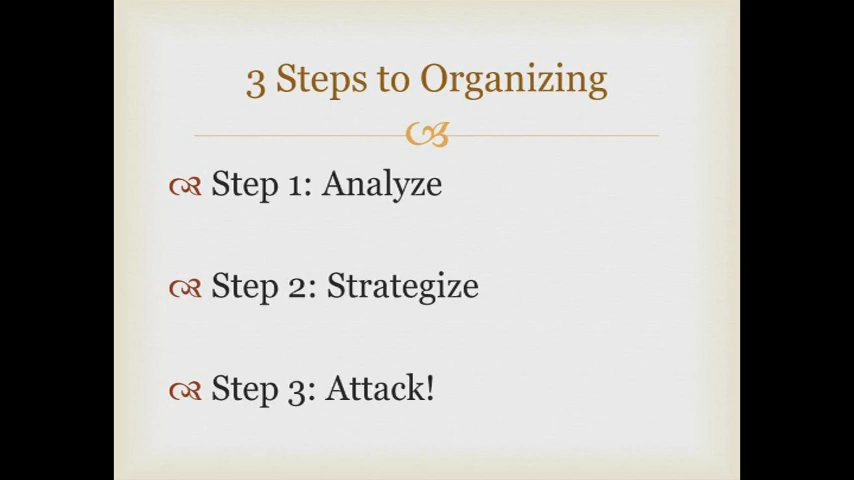 3 Steps to Organizing
Step 1: Analyze
Step 2: Strategize
Step 3: Attack!